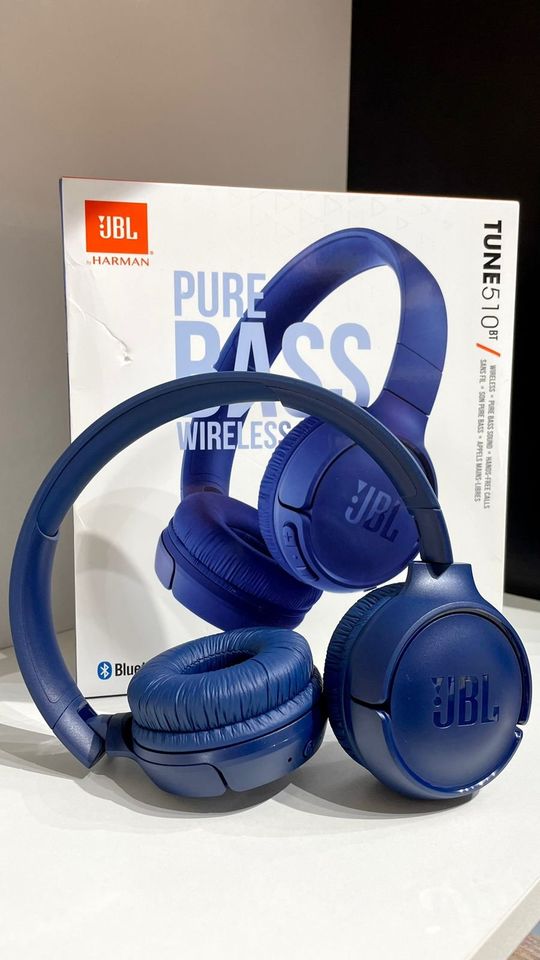 JBL
by HARMAN
PURE
BASS
WIRELESS
TUNE510BT
WIRELESS • PURE BASS SOUND • HANDS-FREE CALLS
SANS FIL • SON PURE BASS • APPELS MAINS-LIBRES
JBL
JBL